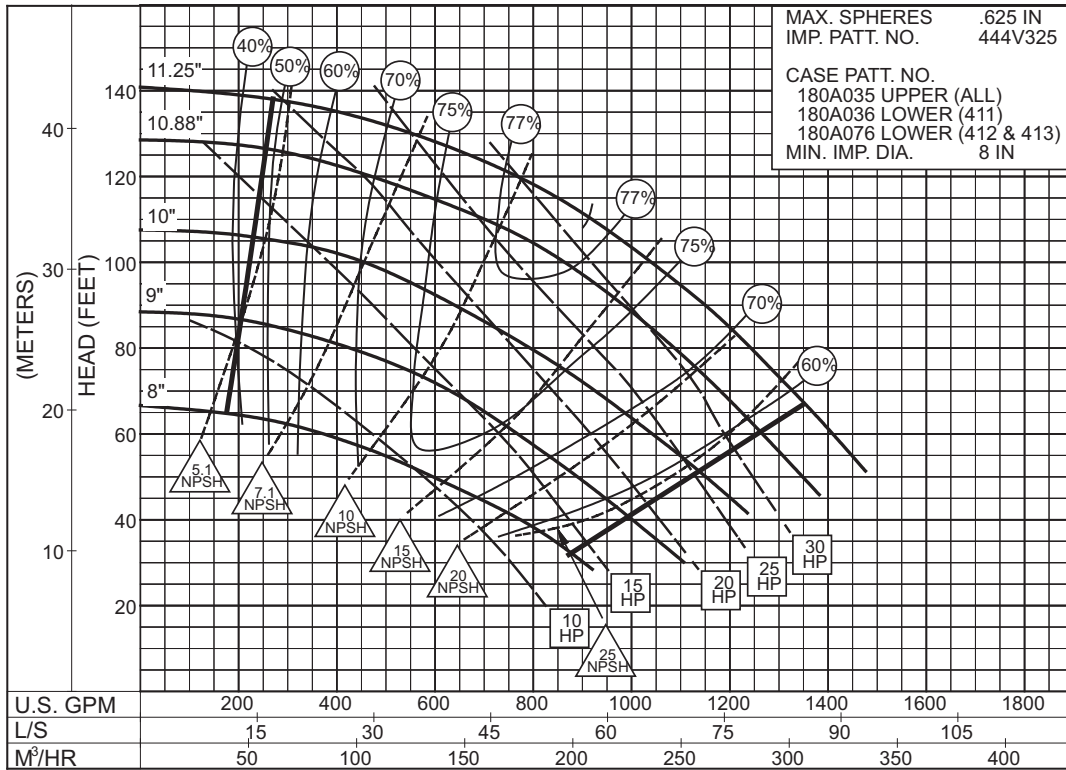 MAX. SPHERES .625 IN
IMP. PATT. NO. 444V325
CASE PATT. NO.
180A035 UPPER (ALL)
180A036 LOWER (411)
180A076 LOWER (412 & 413)
MIN. IMP. DIA. 8 IN
40% 50% 60% 70% 75% 77%
77%
75%
70%
60%
11.25"
10.88"
10"
9"
8"
(METERS)
40
30
20
10
HEAD (FEET)
140
120
100
80
60
40
20
5.1 NPSH
7.1 NPSH
10 NPSH
15 NPSH
20 NPSH
25 NPSH
10 HP
15 HP
20 HP
25 HP
30 HP
U.S. GPM 200 400 600 800 1000 1200 1400 1600 1800
L/S 15 30 45 60 75 90 105
M³/HR 50 100 150 200 250 300 350 400